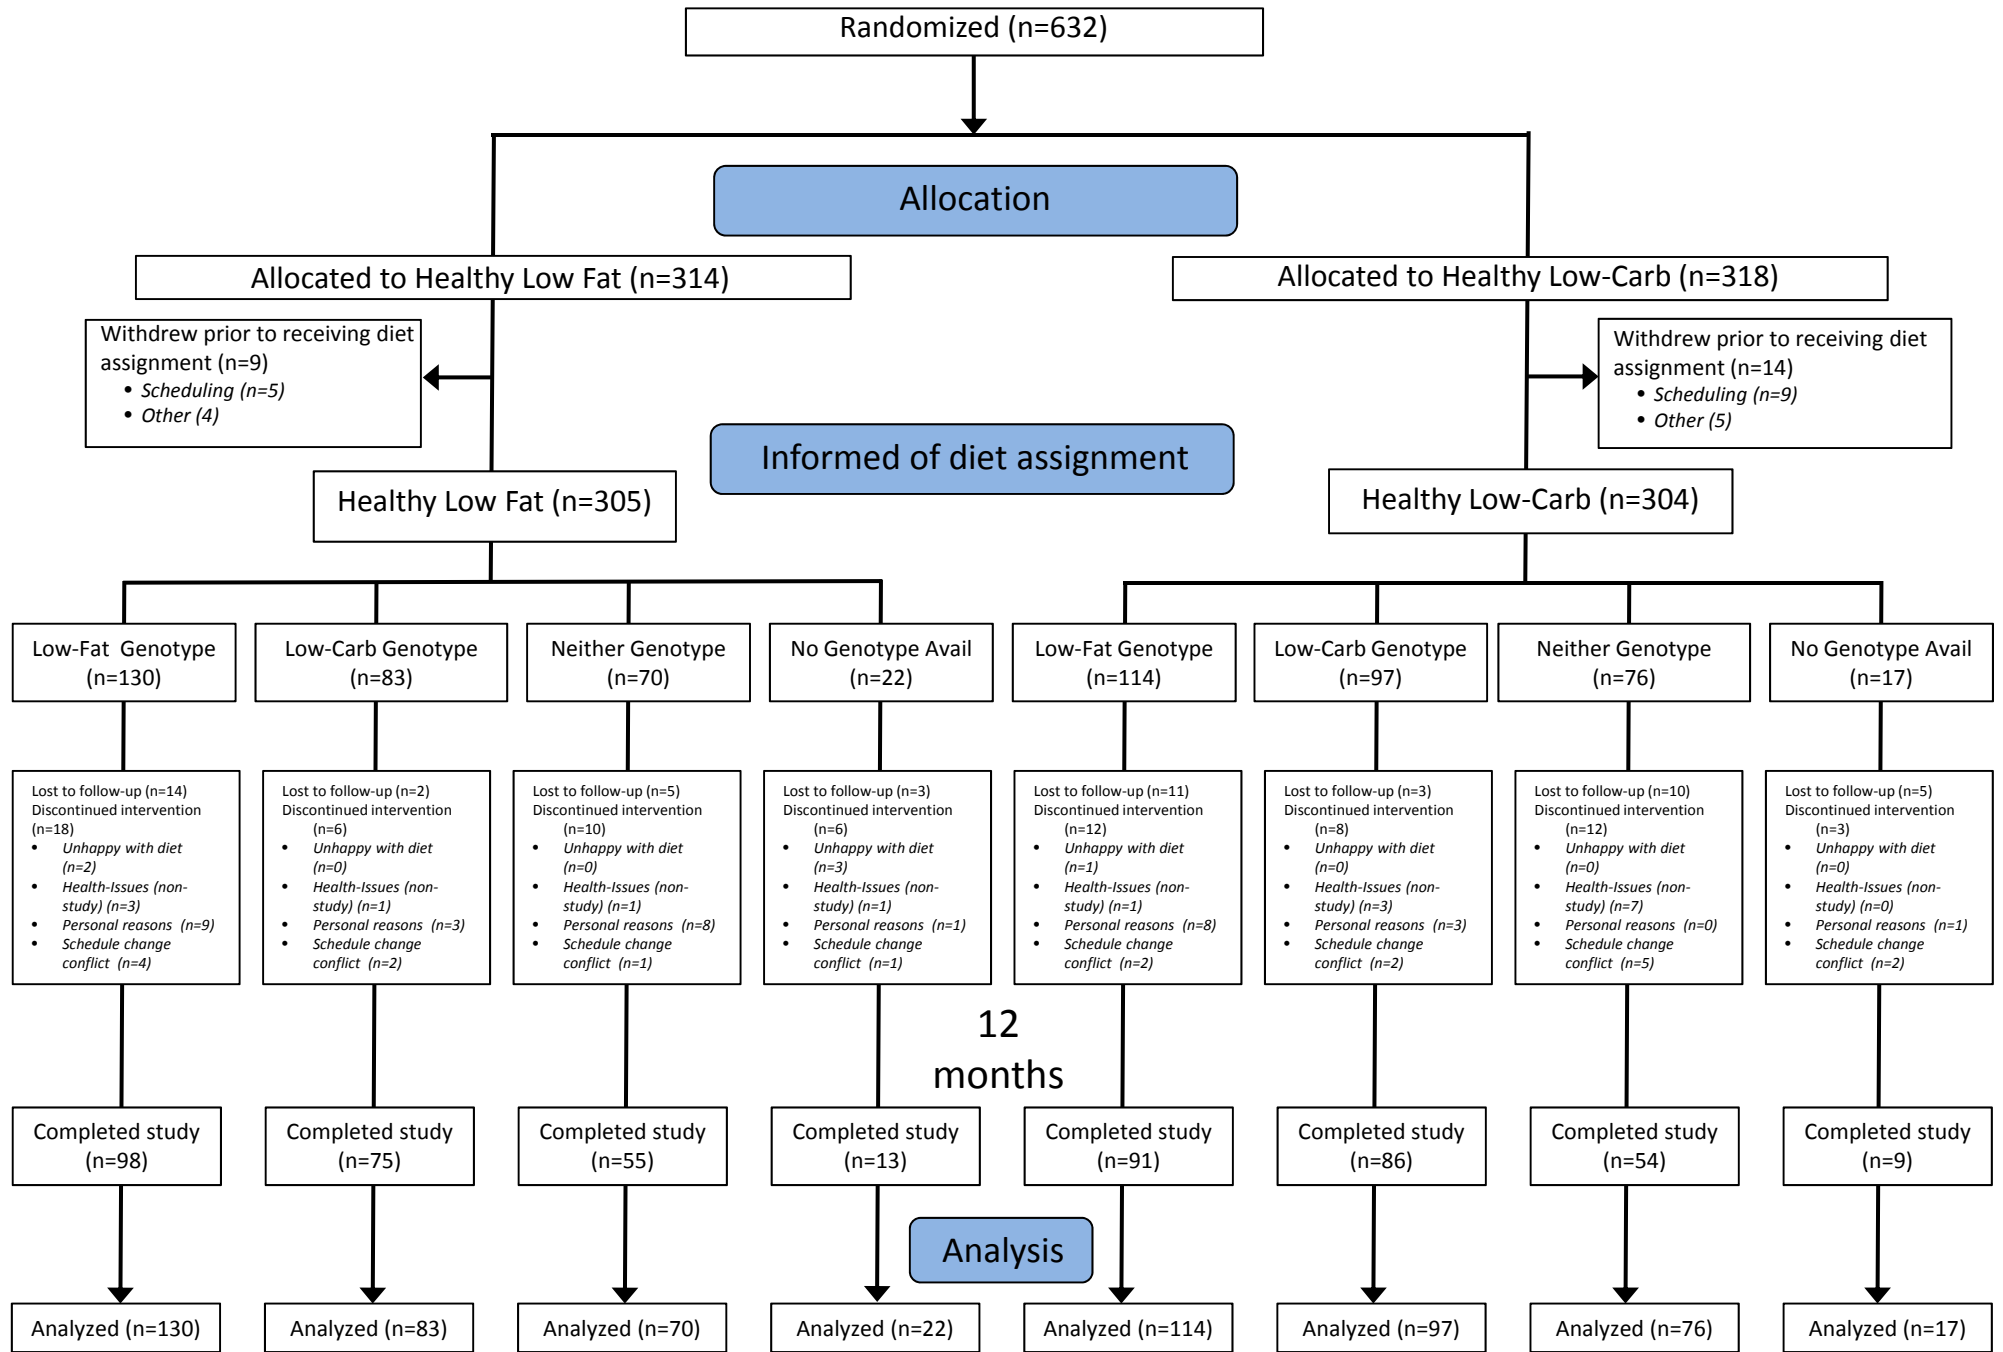 Randomized (n=632)
Allocation
Allocated to Healthy Low Fat (n=314)
Allocated to Healthy Low-Carb (n=318)
Withdrew prior to receiving diet
assignment (n=9)
• Scheduling (n=5)
• Other (4)
Withdrew prior to receiving diet
assignment (n=14)
• Scheduling (n=9)
• Other (5)
Informed of diet assignment
Healthy Low Fat (n=305)
Healthy Low-Carb (n=304)
Low-Fat Genotype
(n=130)
Low-Carb Genotype
(n=83)
Neither Genotype
(n=70)
No Genotype Avail
(n=22)
Low-Fat Genotype
(n=114)
Low-Carb Genotype
(n=97)
Neither Genotype
(n=76)
No Genotype Avail
(n=17)
Lost to follow-up (n=14)
Discontinued intervention
(n=18)
• Unhappy with diet
(n=2)
• Health-Issues (non-
study) (n=3)
• Personal reasons (n=9)
• Schedule change
conflict (n=4)
Lost to follow-up (n=2)
Discontinued intervention
(n=6)
• Unhappy with diet
(n=0)
• Health-Issues (non-
study) (n=1)
• Personal reasons (n=3)
• Schedule change
conflict (n=2)
Lost to follow-up (n=5)
Discontinued intervention
(n=10)
• Unhappy with diet
(n=0)
• Health-Issues (non-
study) (n=1)
• Personal reasons (n=8)
• Schedule change
conflict (n=1)
Lost to follow-up (n=3)
Discontinued intervention
(n=6)
• Unhappy with diet
(n=3)
• Health-Issues (non-
study) (n=1)
• Personal reasons (n=1)
• Schedule change
conflict (n=1)
Lost to follow-up (n=11)
Discontinued intervention
(n=12)
• Unhappy with diet
(n=1)
• Health-Issues (non-
study) (n=1)
• Personal reasons (n=8)
• Schedule change
conflict (n=2)
Lost to follow-up (n=3)
Discontinued intervention
(n=8)
• Unhappy with diet
(n=0)
• Health-Issues (non-
study) (n=3)
• Personal reasons (n=3)
• Schedule change
conflict (n=2)
Lost to follow-up (n=10)
Discontinued intervention
(n=12)
• Unhappy with diet
(n=0)
• Health-Issues (non-
study) (n=7)
• Personal reasons (n=0)
• Schedule change
conflict (n=5)
Lost to follow-up (n=5)
Discontinued intervention
(n=3)
• Unhappy with diet
(n=0)
• Health-Issues (non-
study) (n=0)
• Personal reasons (n=1)
• Schedule change
conflict (n=2)
12
months
Completed study
(n=98)
Completed study
(n=75)
Completed study
(n=55)
Completed study
(n=13)
Completed study
(n=91)
Completed study
(n=86)
Completed study
(n=54)
Completed study
(n=9)
Analysis
Analyzed (n=130)
Analyzed (n=83)
Analyzed (n=70)
Analyzed (n=22)
Analyzed (n=114)
Analyzed (n=97)
Analyzed (n=76)
Analyzed (n=17)